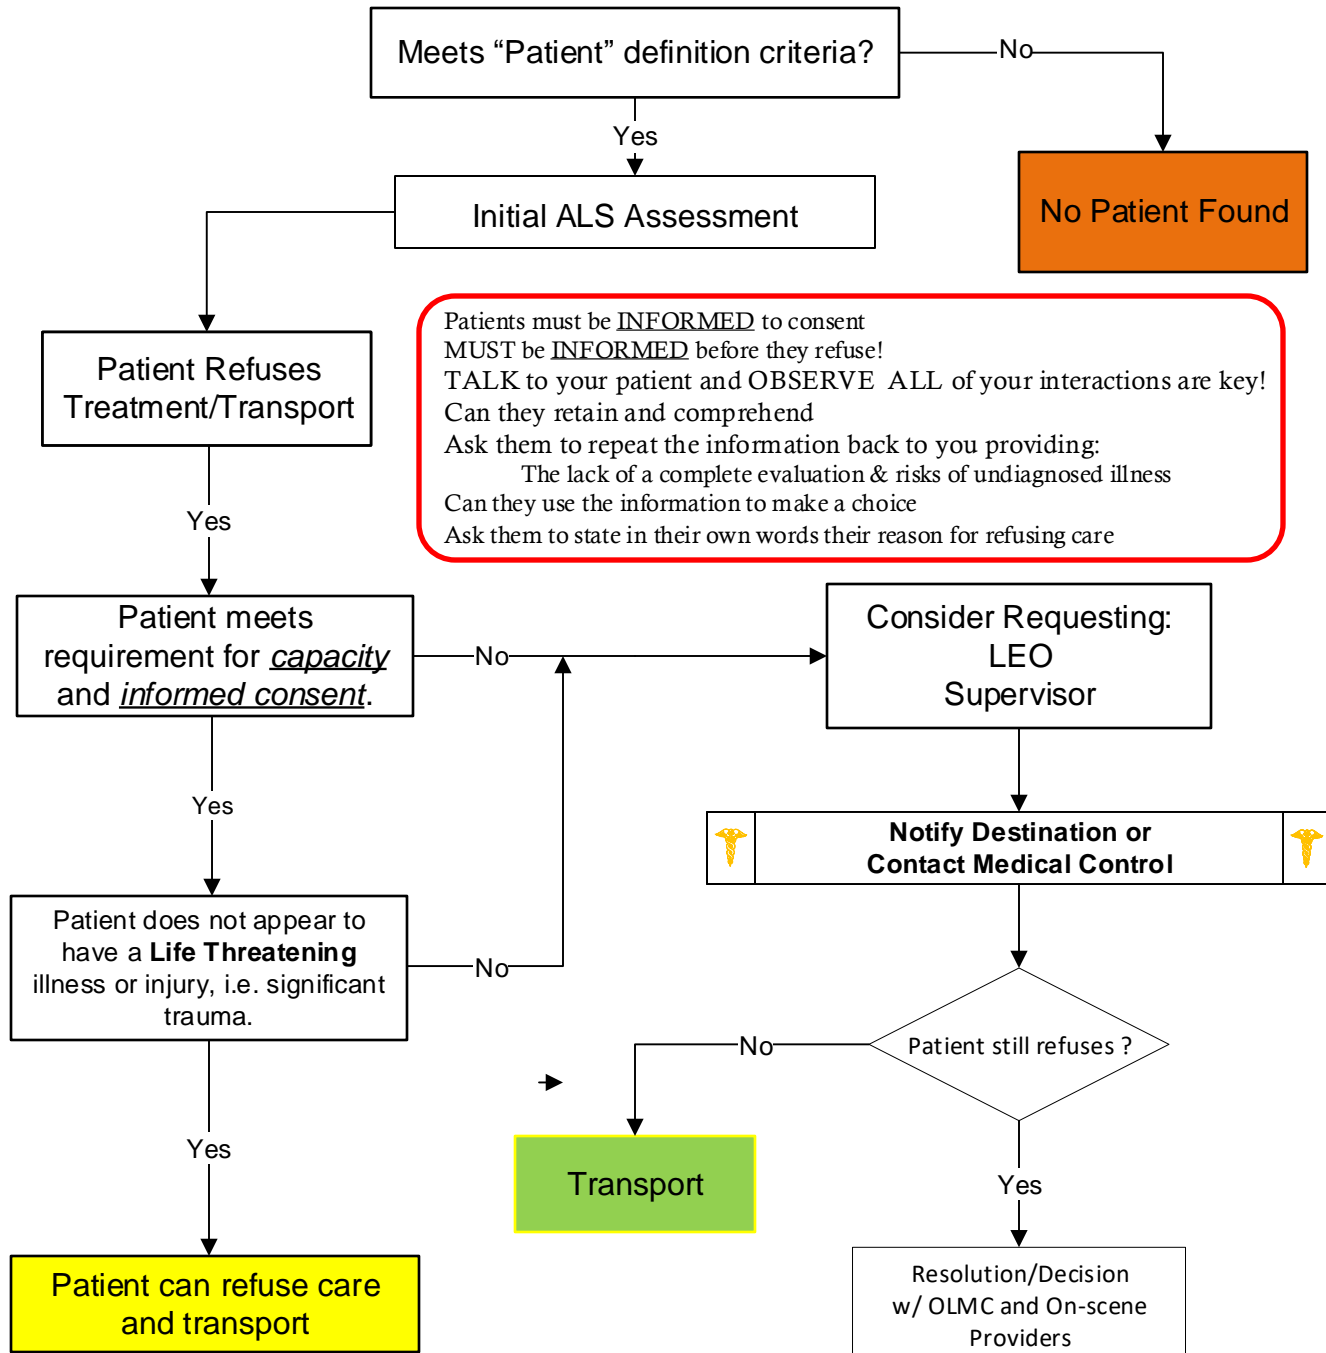 Meets “Patient” definition criteria?
No
Yes
Initial ALS Assessment
No Patient Found
Patients must be INFORMED to consent
MUST be INFORMED before they refuse!
TALK to your patient and OBSERVE ALL of your interactions are key!
Can they retain and comprehend
Ask them to repeat the information back to you providing:
The lack of a complete evaluation & risks of undiagnosed illness
Can they use the information to make a choice
Ask them to state in their own words their reason for refusing care
Patient Refuses
Treatment/Transport
Yes
Patient meets
requirement for capacity
and informed consent.
No
Consider Requesting:
LEO
Supervisor
Yes
Notify Destination or
Contact Medical Control
Patient does not appear to
have a Life Threatening
illness or injury, i.e. significant
trauma.
No
Patient still refuses ?
No
Yes
Transport
Yes
Patient can refuse care
and transport
Resolution/Decision
w/ OLMC and On-scene
Providers